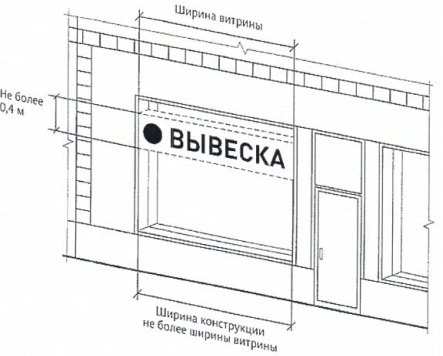 Ширина витрины
Не более
0,4 м
ВЫВЕСКА
Ширина конструкции
не более ширины витрины